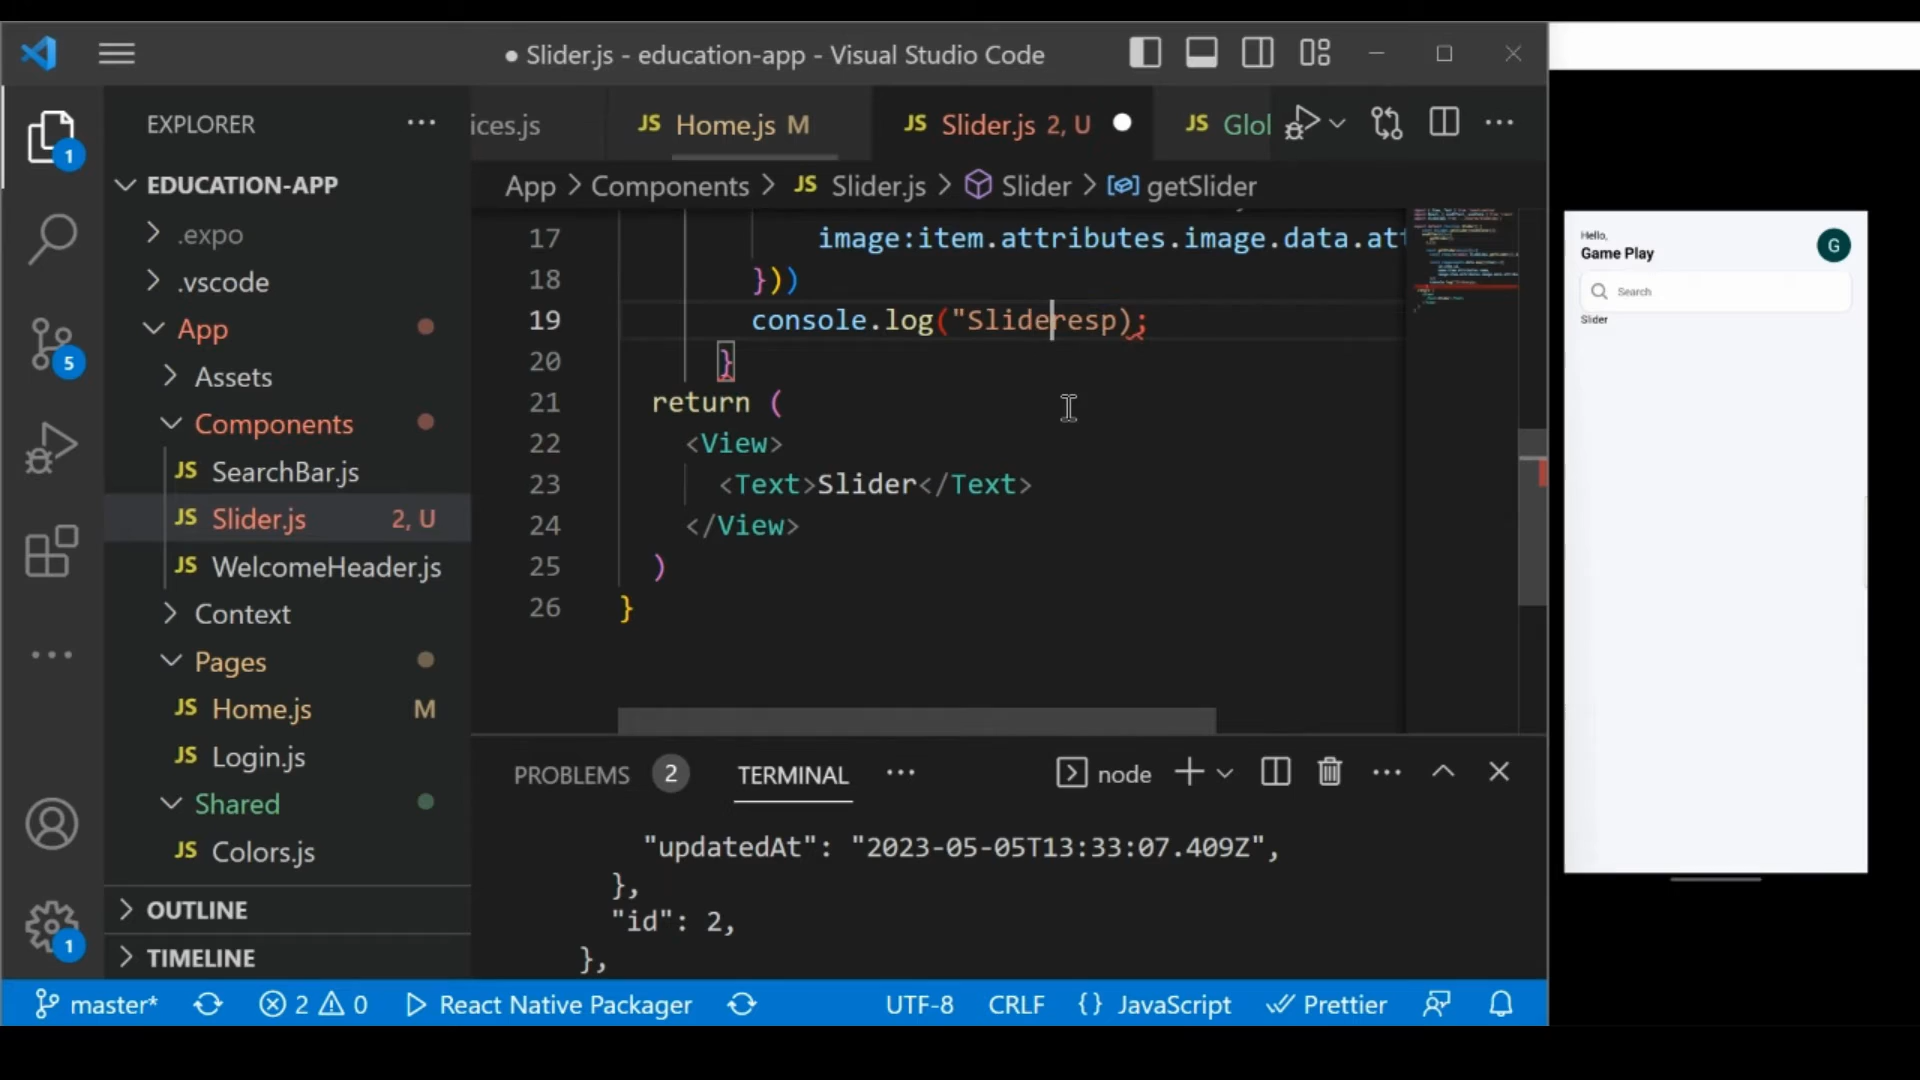 ● Slider.js - education-app - Visual Studio Code
EXPLORER
EDUCATION-APP
.expo
.vscode
App
Assets
Components
JS SearchBar.js
JS Slider.js 2, U
JS WelcomeHeader.js
Context
Pages
JS Home.js M
JS Login.js
Shared
JS Colors.js
OUTLINE
TIMELINE
1
5
1
ices.js JS Home.js M JS Slider.js 2, U JS Glol
App > Components > JS Slider.js > Slider > getSlider
17 image:item.attributes.image.data.att
18 }))
19 console.log("Slideresp);
20 }
21 return (
22 <View>
23 <Text>Slider</Text>
24 </View>
25 )
26 }
PROBLEMS 2 TERMINAL ··· node
"updatedAt": "2023-05-05T13:33:07.409Z",
},
"id": 2,
},
master* 2 0 React Native Packager UTF-8 CRLF {} JavaScript Prettier
Hello,
Game Play
G
Search
Slider